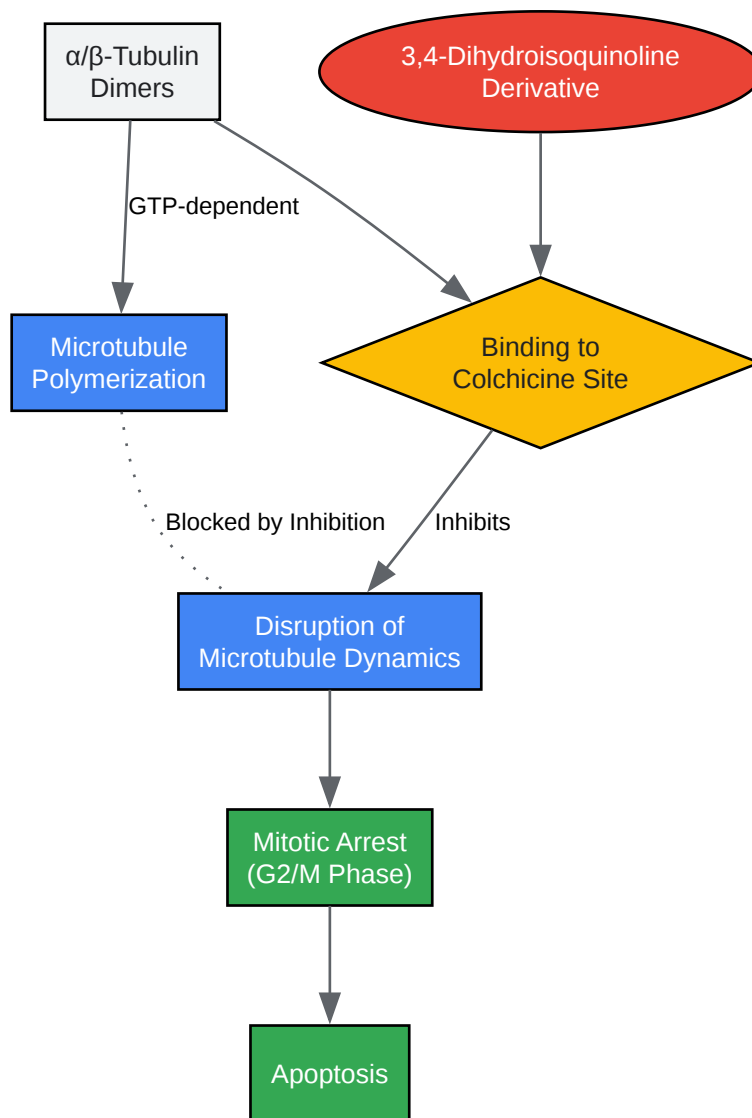 α/β-Tubulin
Dimers
3,4-Dihydroisoquinoline
Derivative
GTP-dependent
Microtubule
Polymerization
Binding to
Colchicine Site
Blocked by Inhibition
Inhibits
Disruption of
Microtubule Dynamics
Mitotic Arrest
(G2/M Phase)
Apoptosis